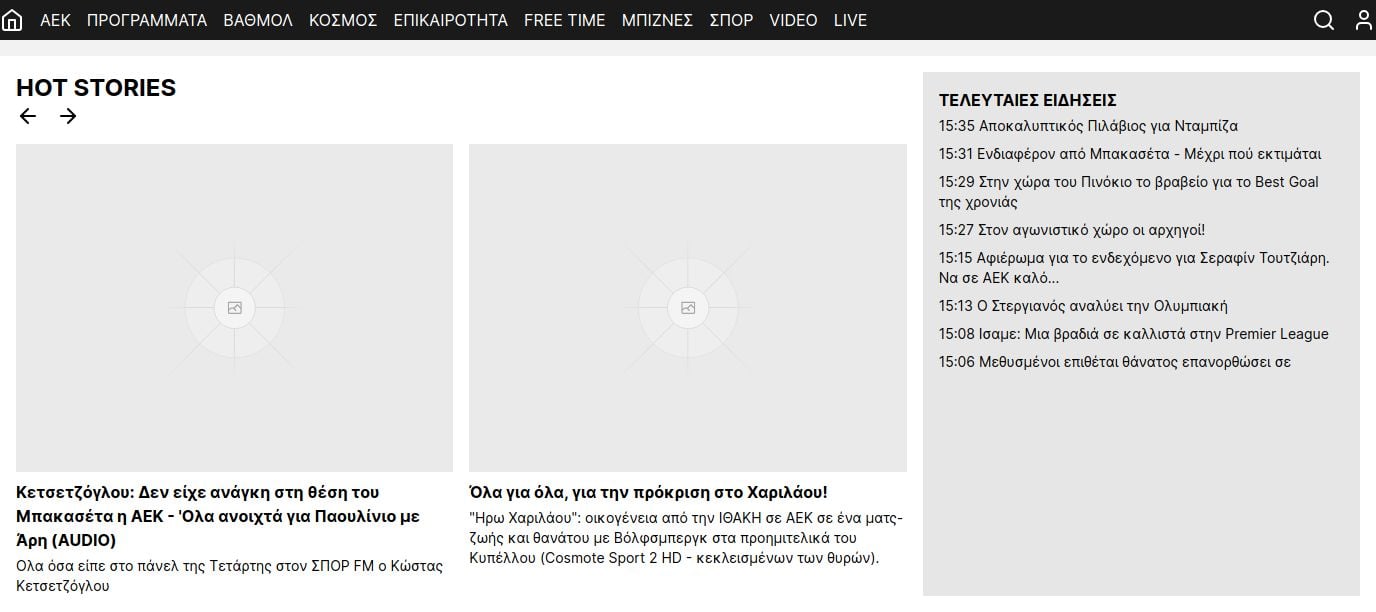 ΑΕΚ ΠΡΟΓΡΑΜΜΑΤΑ ΒΑΘΜΟΛ ΚΟΣΜΟΣ ΕΠΙΚΑΙΡΟΤΗΤΑ FREE TIME ΜΠΙΖΝΕΣ ΣΠΟΡ VIDEO LIVE
HOT STORIES
Κετσετζόγλου: Δεν είχε ανάγκη στη θέση του
Μπακασέτα η ΑΕΚ - 'Ολα ανοιχτά για Παουλίνιο με
Άρη (AUDIO)
Ολα όσα είπε στο πάνελ της Τετάρτης στον ΣΠΟΡ FM ο Κώστας
Κετσετζόγλου
Όλα για όλα, για την πρόκριση στο Χαριλάου!
"Ηρω Χαριλάου": οικογένεια από την ΙΘΑΚΗ σε ΑΕΚ σε ένα ματς-
ζωής και θανάτου με Βόλφσμπεργκ στα προημιτελικά του
Κυπέλλου (Cosmote Sport 2 HD - κεκλεισμένων των θυρών).
ΤΕΛΕΥΤΑΙΕΣ ΕΙΔΗΣΕΙΣ
15:35 Αποκαλυπτικός Πιλάβιος για Νταμπίζα
15:31 Ενδιαφέρον από Μπακασέτα - Μέχρι πού εκτιμάται
15:29 Στην χώρα του Πινόκιο το βραβείο για το Best Goal
της χρονιάς
15:27 Στον αγωνιστικό χώρο οι αρχηγοί!
15:15 Αφιέρωμα για το ενδεχόμενο για Σεραφίν Τουτζιάρη.
Να σε ΑΕΚ καλό...
15:13 Ο Στεργιανός αναλύει την Ολυμπιακή
15:08 Ισαμε: Μια βραδιά σε καλλιστά στην Premier League
15:06 Μεθυσμένοι επιθέται θάνατος επανορθώσει σε